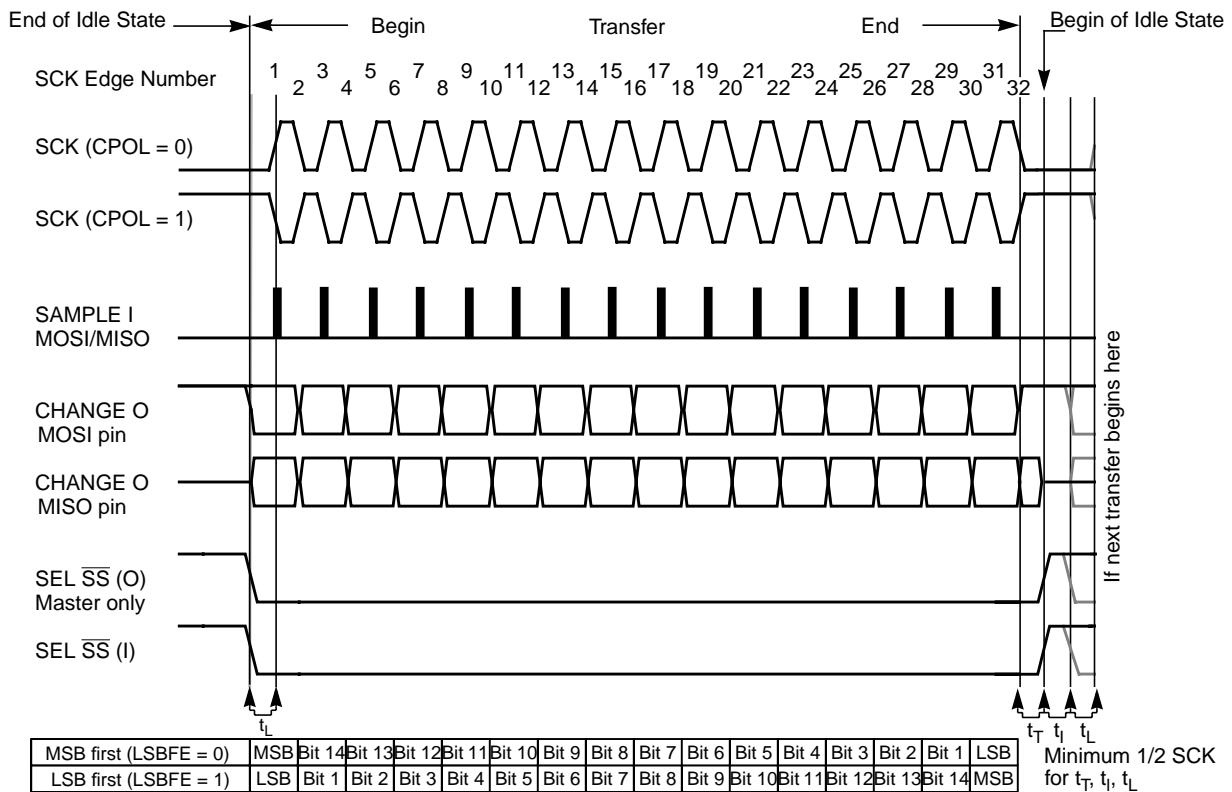 End of Idle State
Begin
Transfer
End
Begin of Idle State
SCK Edge Number
1 3 5 7 9 11 13 15 17 19 21 23 25 27 29 31
2 4 6 8 10 12 14 16 18 20 22 24 26 28 30 32
SCK (CPOL = 0)
SCK (CPOL = 1)
SAMPLE I
MOSI/MISO
CHANGE O
MOSI pin
CHANGE O
MISO pin
SEL SS (O)
Master only
SEL SS (I)
If next transfer begins here
tL
tT tI tL
MSB first (LSBFE = 0) MSB Bit 14 Bit 13 Bit 12 Bit 11 Bit 10 Bit 9 Bit 8 Bit 7 Bit 6 Bit 5 Bit 4 Bit 3 Bit 2 Bit 1 LSB
LSB first (LSBFE = 1) LSB Bit 1 Bit 2 Bit 3 Bit 4 Bit 5 Bit 6 Bit 7 Bit 8 Bit 9 Bit 10 Bit 11 Bit 12 Bit 13 Bit 14 MSB
Minimum 1/2 SCK
for tT, tI, tL